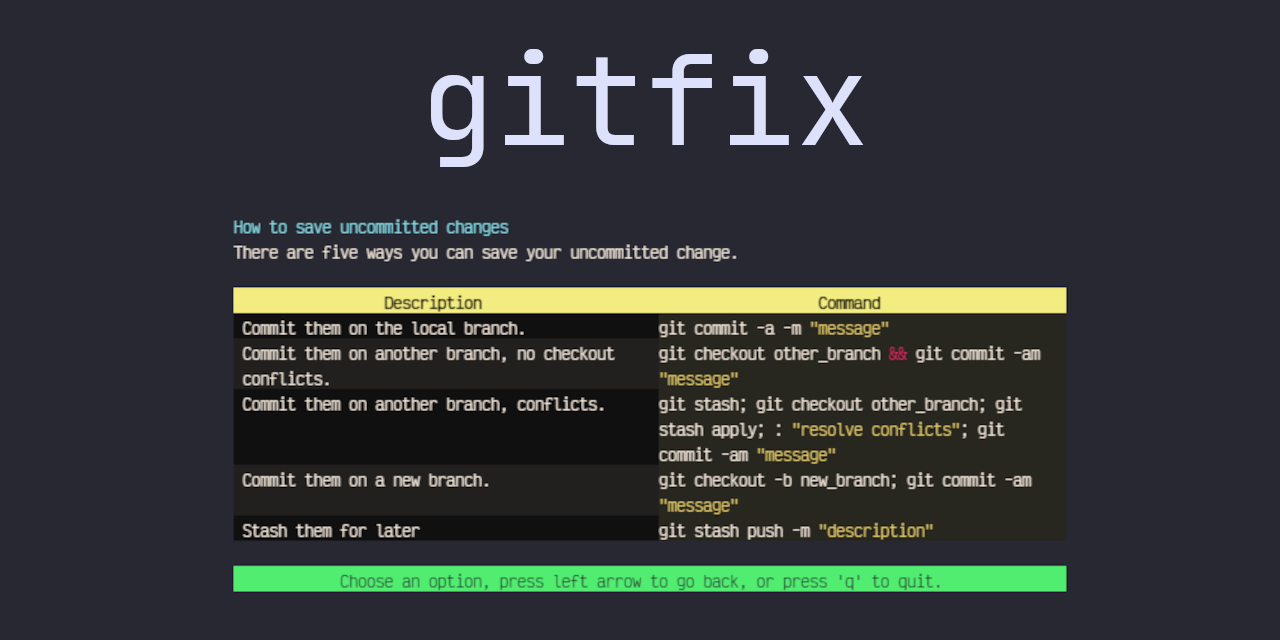 gitfix
How to save uncommitted changes
There are five ways you can save your uncommitted change.
Description Command
Commit them on the local branch. git commit -a -m "message"
Commit them on another branch, no checkout git checkout other_branch && git commit -am
conflicts. "message"
Commit them on another branch, conflicts. git stash; git checkout other_branch; git
stash apply; : "resolve conflicts"; git
commit -am "message"
Commit them on a new branch. git checkout -b new_branch; git commit -am
"message"
Stash them for later git stash push -m "description"
Choose an option, press left arrow to go back, or press 'q' to quit.